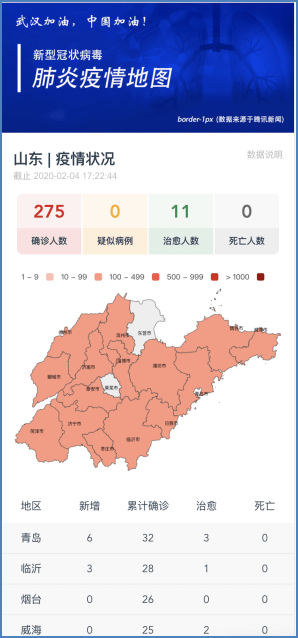 武汉加油，中国加油！
新型冠状病毒
肺炎疫情地图
border-1px (数据来源于腾讯新闻)
山东 | 疫情状况
数据说明
截止 2020-02-04 17:22:44
275 0 11 0
确诊人数 疑似病例 治愈人数 死亡人数
1 ~ 9 10 ~ 99 100 ~ 499 500 ~ 999 > 1000
德州市
滨州市
东营市
烟台市
威海市
聊城市
济南市
淄博市
潍坊市
泰安市
莱芜市
青岛市
菏泽市
济宁市
日照市
临沂市
枣庄市
地区 新增 累计确诊 治愈 死亡
青岛 6 32 3 0
临沂 3 28 1 0
烟台 0 26 0 0
威海 0 25 2 0